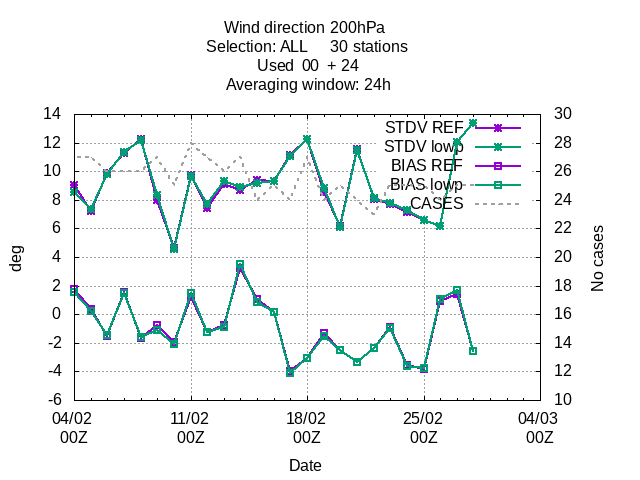 Wind direction 200hPa
Selection: ALL     30 stations
Used  00  + 24
Averaging window: 24h
14
12
10
8
6
4
2
0
-2
-4
-6
30
28
26
24
22
20
18
16
14
12
10
deg
No cases
STDV REF
STDV lowp
BIAS REF
BIAS lowp
CASES
04/02 11/02 18/02 25/02 04/03
00Z 00Z 00Z 00Z 00Z
Date